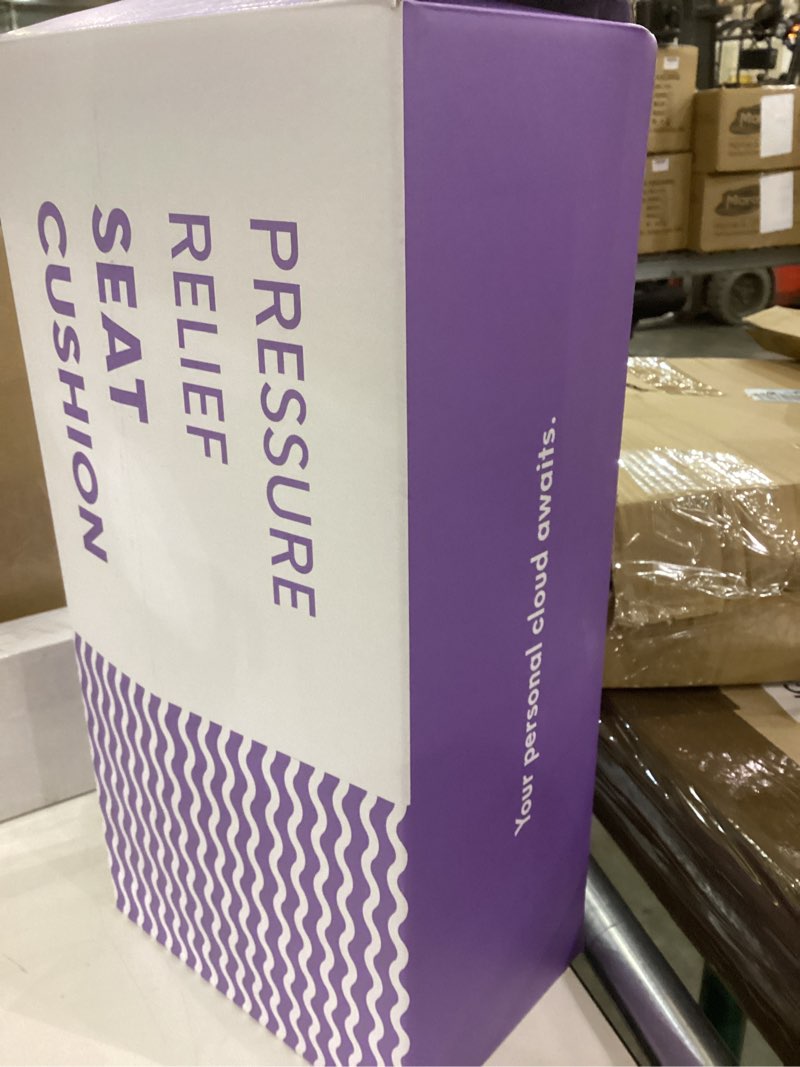 PRESSURE
RELIEF
SEAT
CUSHION
Your personal cloud awaits.